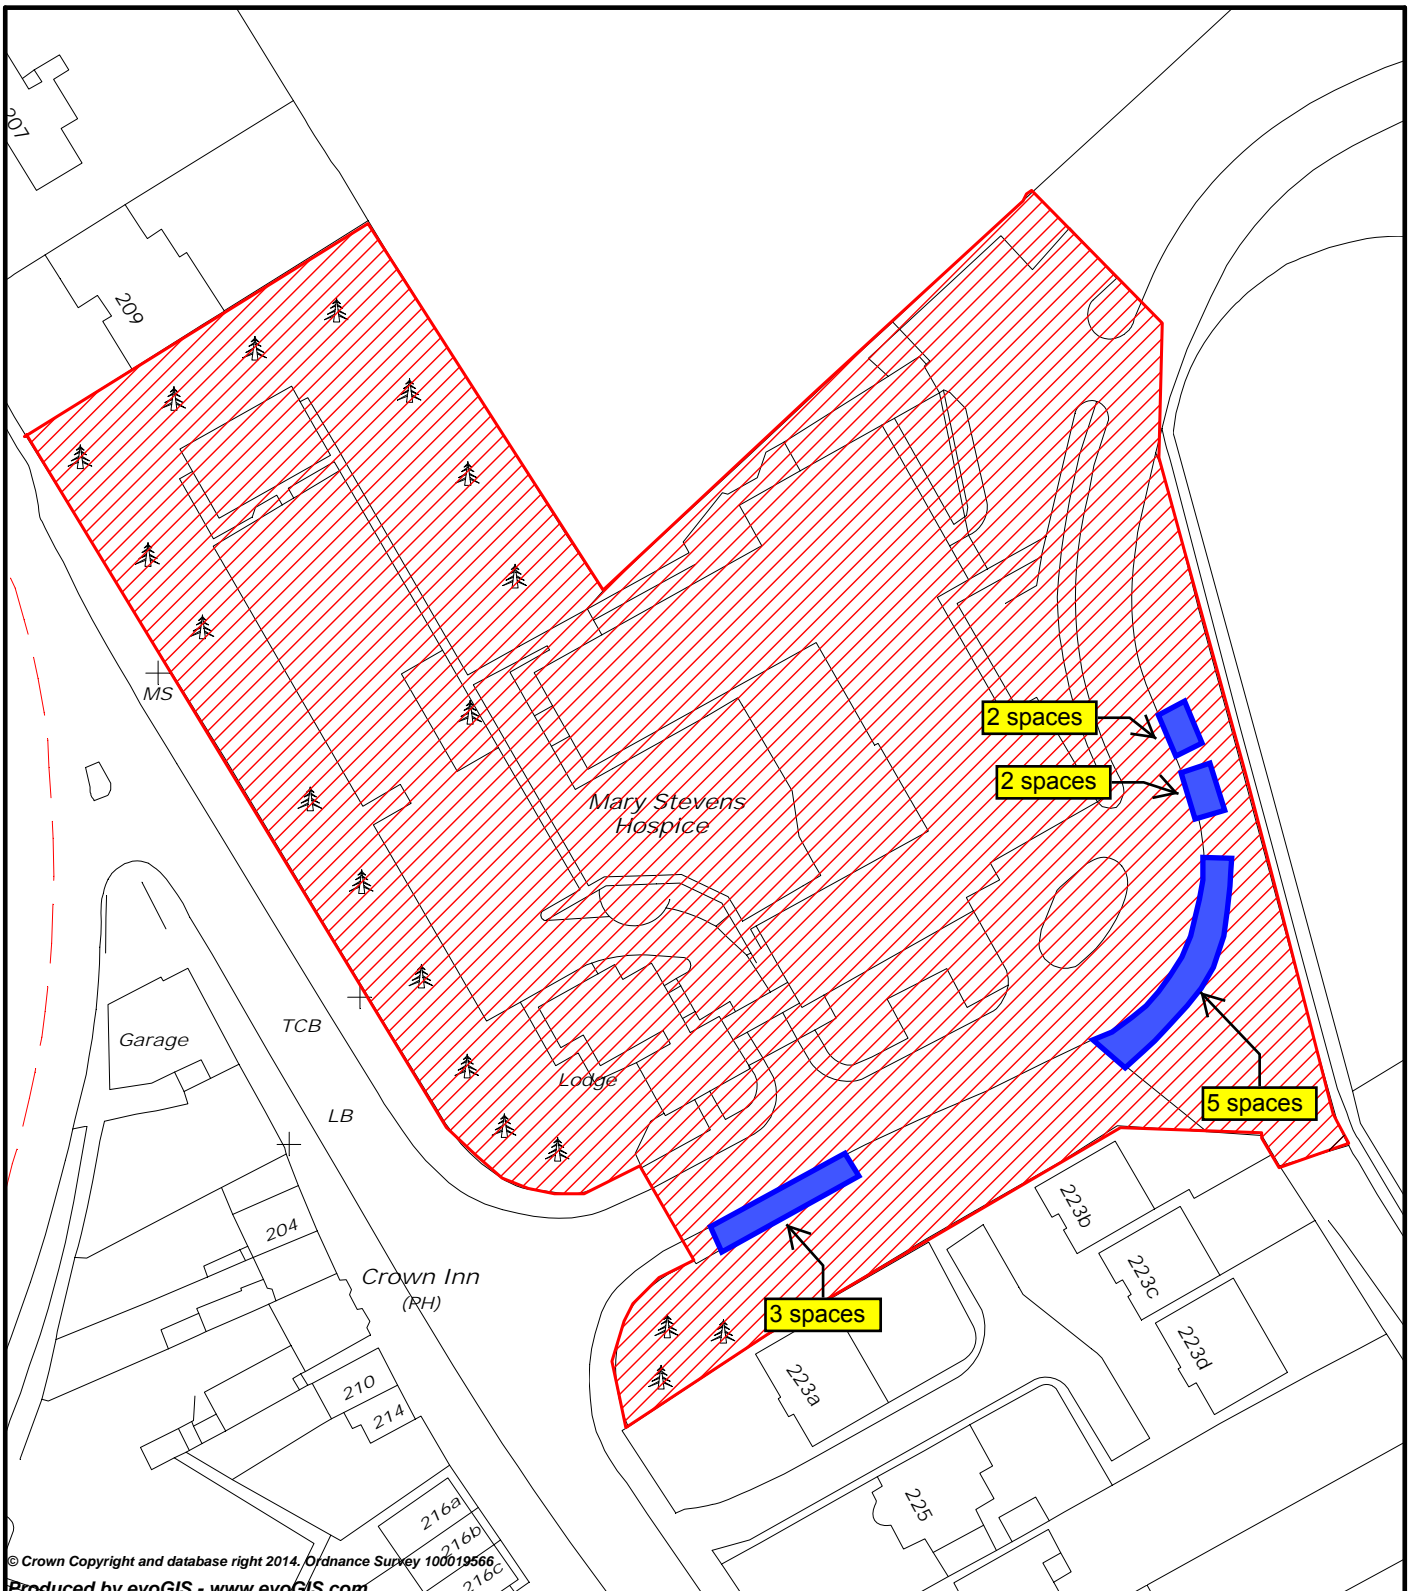 207
209
MS
2 spaces
2 spaces
Mary Stevens
Hospice
Garage
TCB
Lodge
LB
5 spaces
204
223b
Crown Inn
(PH)
223c
3 spaces
223d
223a
210
214
225
216a
216b
216c
© Crown Copyright and database right 2014. Ordnance Survey 100019566
Produced by evoGIS - www.evoGIS.com